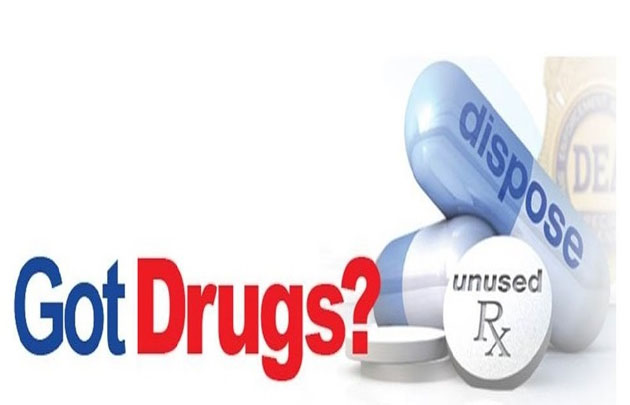 Got Drugs?
dispose
unused
Rx
DEA